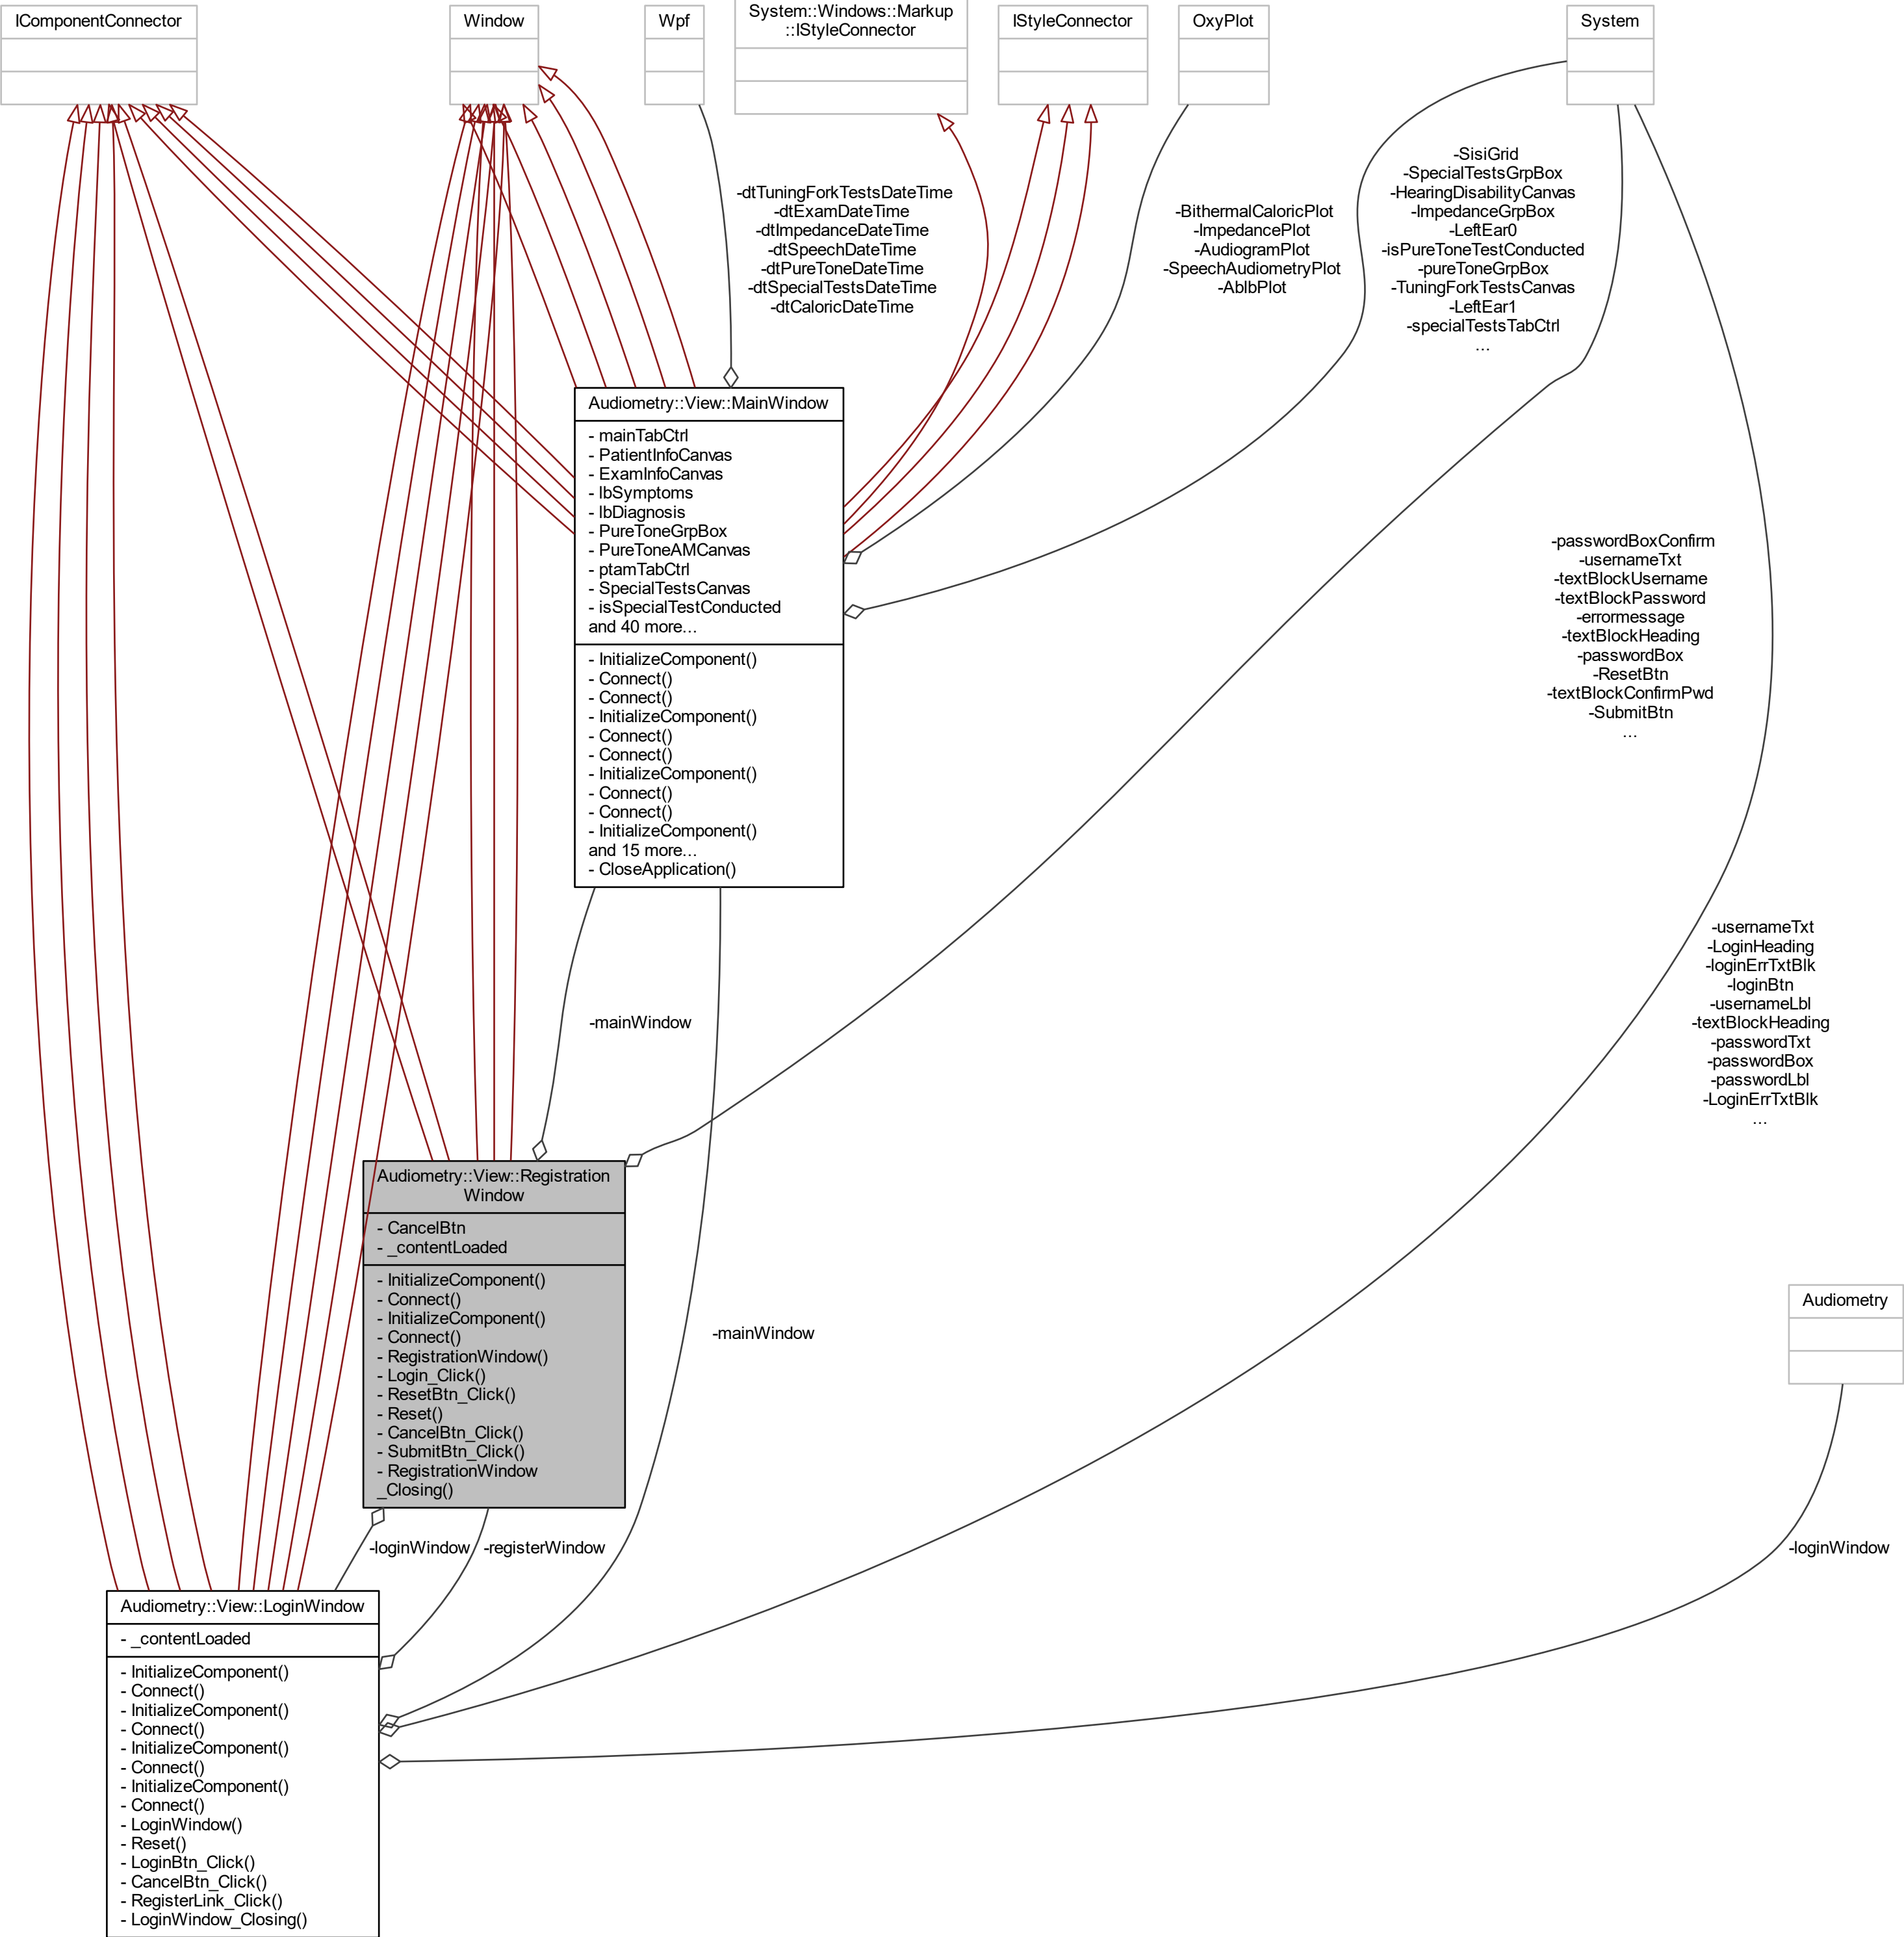 IComponentConnector
Window
Wpf
System::Windows::Markup
::IStyleConnector
IStyleConnector
OxyPlot
System
-dtTuningForkTestsDateTime
-dtExamDateTime
-dtImpedanceDateTime
-dtSpeechDateTime
-dtPureToneDateTime
-dtSpecialTestsDateTime
-dtCaloricDateTime
-BithermalCaloricPlot
-ImpedancePlot
-AudiogramPlot
-SpeechAudiometryPlot
-AblbPlot
-SisiGrid
-SpecialTestsGrpBox
-HearingDisabilityCanvas
-ImpedanceGrpBox
-LeftEar0
-isPureToneTestConducted
-pureToneGrpBox
-TuningForkTestsCanvas
-LeftEar1
-specialTestsTabCtrl
...
Audiometry::View::MainWindow
- mainTabCtrl
- PatientInfoCanvas
- ExamInfoCanvas
- lbSymptoms
- lbDiagnosis
- PureToneGrpBox
- PureToneAMCanvas
- ptamTabCtrl
- SpecialTestsCanvas
- isSpecialTestConducted
and 40 more...
- InitializeComponent()
- Connect()
- Connect()
- InitializeComponent()
- Connect()
- Connect()
- InitializeComponent()
- Connect()
- Connect()
- InitializeComponent()
and 15 more...
- CloseApplication()
-passwordBoxConfirm
-usernameTxt
-textBlockUsername
-textBlockPassword
-errormessage
-textBlockHeading
-passwordBox
-ResetBtn
-textBlockConfirmPwd
-SubmitBtn
...
-usernameTxt
-LoginHeading
-loginErrTxtBlk
-loginBtn
-usernameLbl
-textBlockHeading
-passwordTxt
-passwordBox
-passwordLbl
-LoginErrTxtBlk
...
-mainWindow
Audiometry::View::Registration
Window
- CancelBtn
- _contentLoaded
- InitializeComponent()
- Connect()
- InitializeComponent()
- Connect()
- RegistrationWindow()
- Login_Click()
- ResetBtn_Click()
- Reset()
- CancelBtn_Click()
- SubmitBtn_Click()
- RegistrationWindow
_Closing()
-mainWindow
Audiometry
-loginWindow
-registerWindow
-loginWindow
Audiometry::View::LoginWindow
- _contentLoaded
- InitializeComponent()
- Connect()
- InitializeComponent()
- Connect()
- InitializeComponent()
- Connect()
- InitializeComponent()
- Connect()
- LoginWindow()
- Reset()
- LoginBtn_Click()
- CancelBtn_Click()
- RegisterLink_Click()
- LoginWindow_Closing()